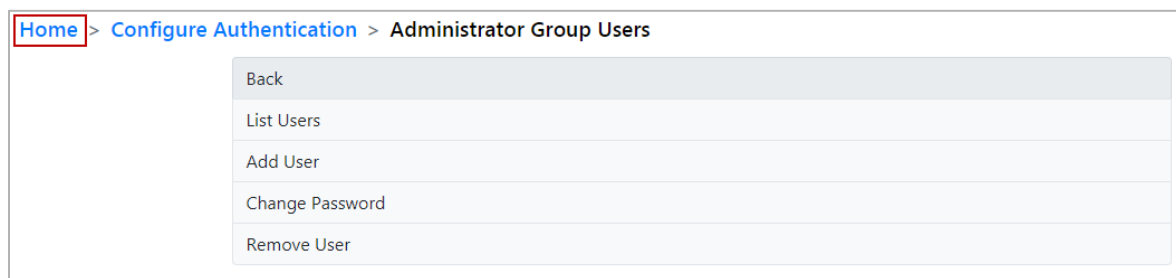 Home > Configure Authentication > Administrator Group Users
Back
List Users
Add User
Change Password
Remove User